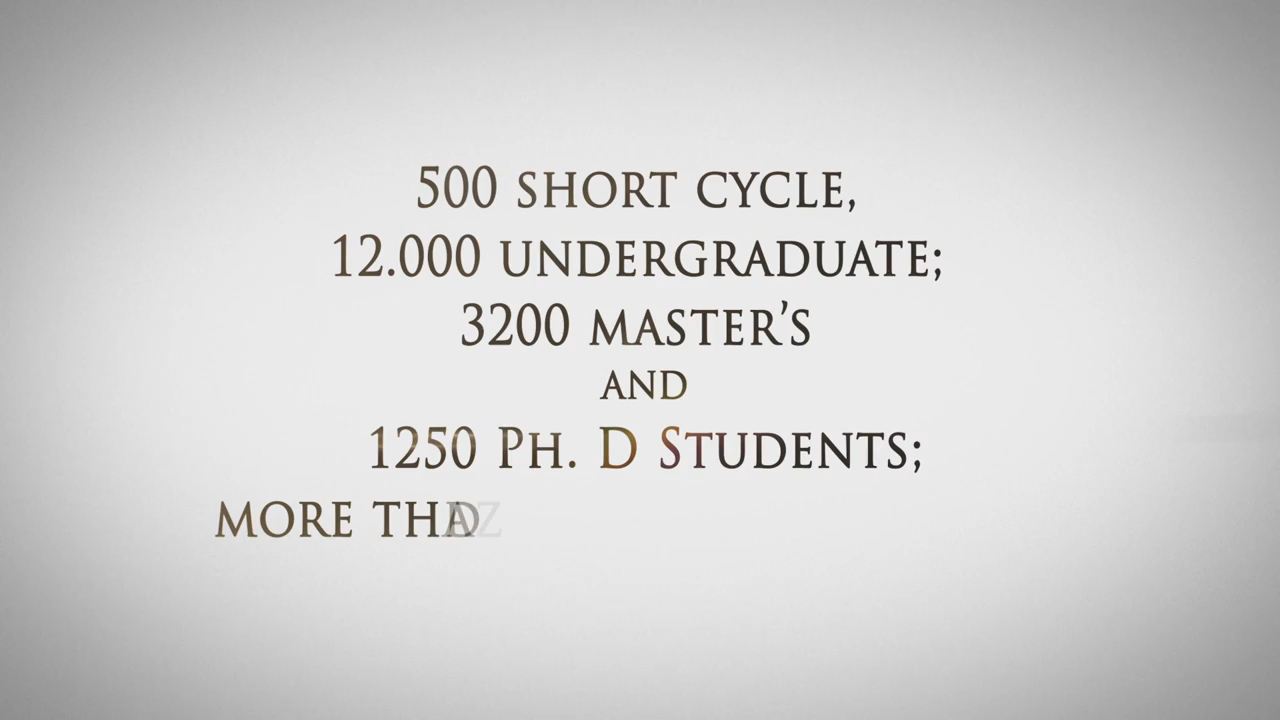 500 SHORT CYCLE,
12.000 UNDERGRADUATE;
3200 MASTER’S
AND
1250 PH. D STUDENTS;
MORE